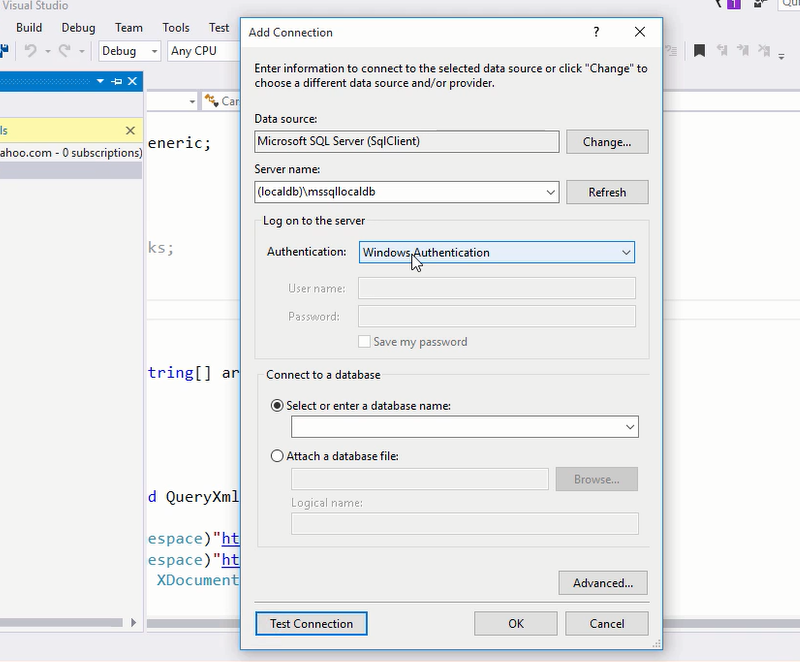 Visual Studio
Build Debug Team Tools Test
Debug Any CPU
ls
ahoo.com - 0 subscriptions)
Car
eneric;
ks;
tring[] ar
d QueryXml
espace)"ht
espace)"ht
XDocument
Add Connection
Enter information to connect to the selected data source or click "Change" to
choose a different data source and/or provider.
Data source:
Microsoft SQL Server (SqlClient) Change...
Server name:
(localdb)\mssqllocaldb Refresh
Log on to the server
Authentication: Windows Authentication
User name:
Password:
Save my password
Connect to a database
Select or enter a database name:
Attach a database file:
Browse...
Logical name:
Advanced...
Test Connection OK Cancel